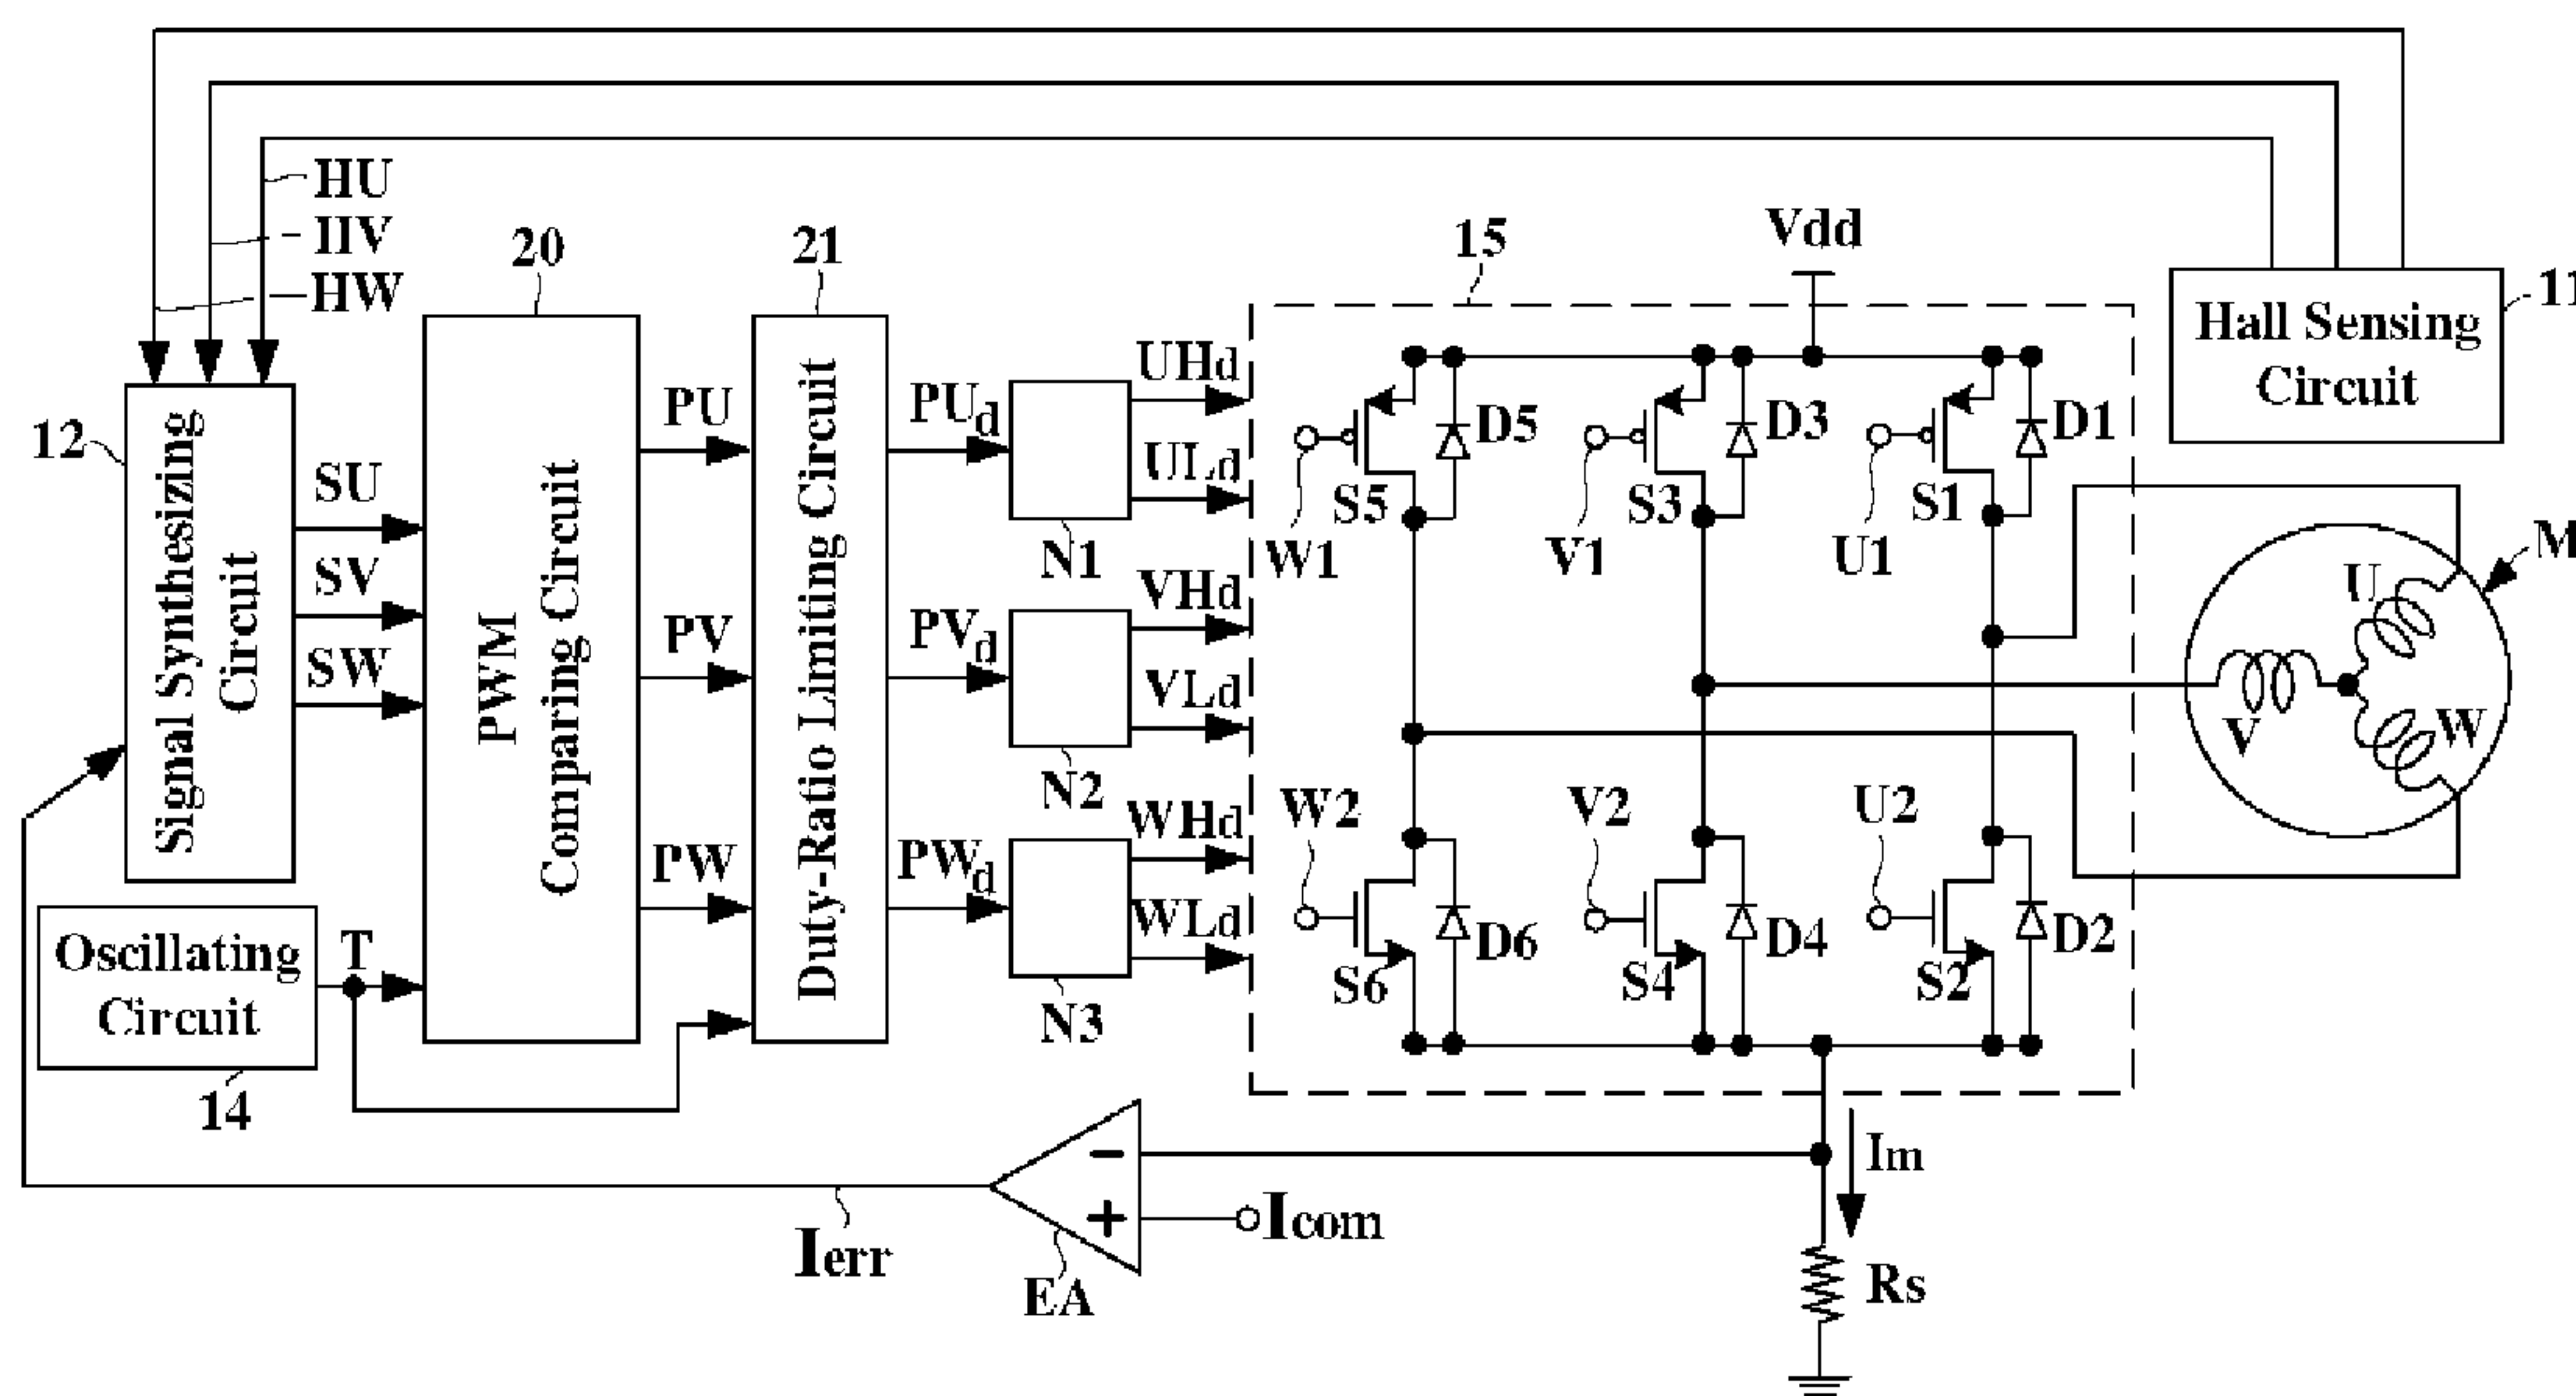 HU
IIV
HW
20
21
15
Vdd
11
Hall Sensing
Circuit
12
Signal Synthesizing
Circuit
SU
SV
SW
PWM
Comparing Circuit
PU
PV
PW
Duty-Ratio Limiting Circuit
PUd
PVd
PWd
N1
N2
N3
UHd
ULd
VHd
VLd
WHd
WLd
D5
D3
D1
S5
S3
S1
W1
V1
U1
M
U
V
W
W2
V2
U2
D6
D4
D2
S6
S4
S2
Oscillating
Circuit
T
14
Im
Icom
Ierr
EA
Rs